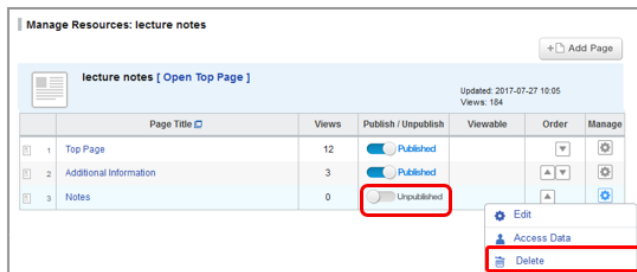 Manage Resources: lecture notes
+ Add Page
lecture notes [ Open Top Page ]
Updated: 2017-07-27 10:05
Views: 184
Page Title Views Publish / Unpublish Viewable Order Manage
1 Top Page 12 Published
2 Additional Information 3 Published
3 Notes 0 Unpublished
Edit
Access Data
Delete